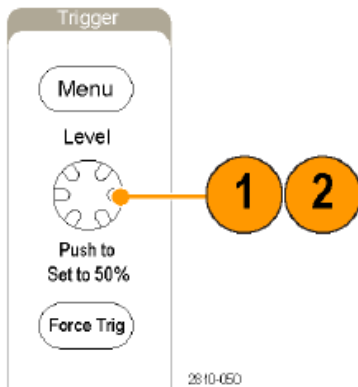 Trigger
Menu
Level
1 2
Push to
Set to 50%
Force Trig
2810-050